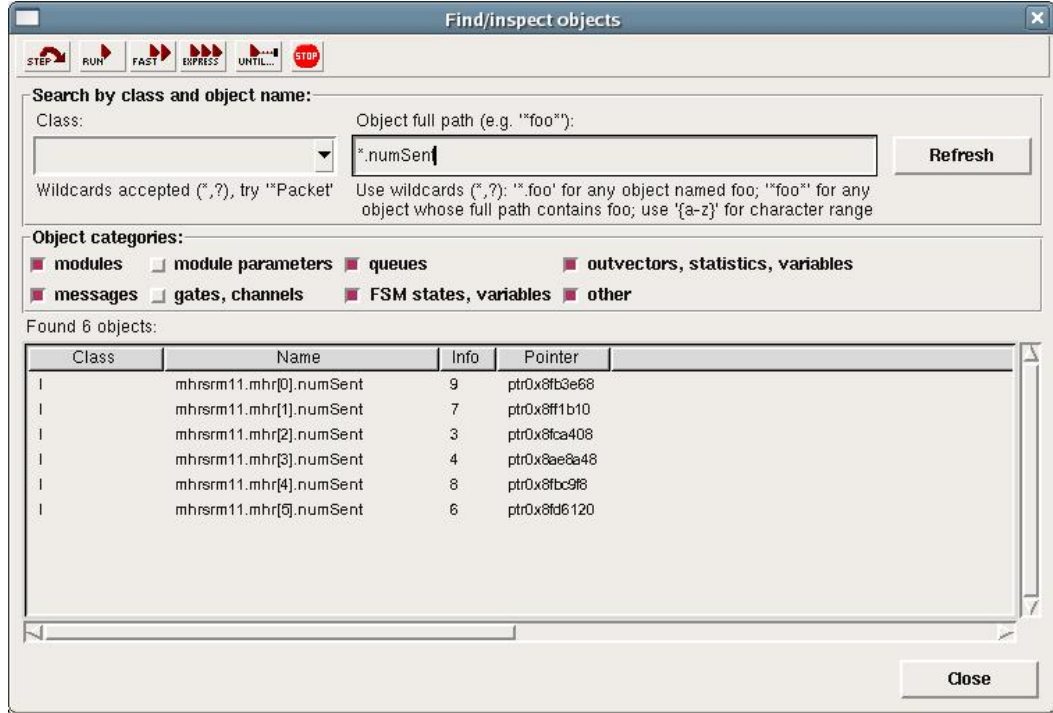 Find/inspect objects
STEP RUN FAST EXPRESS UNTIL... STOP
Search by class and object name:
Class: Object full path (e.g. '*foo*'):
*.numSent Refresh
Wildcards accepted (*,?), try '*Packet' Use wildcards (*,?): '*.foo' for any object named foo; '*foo*' for any
object whose full path contains foo; use '{a-z}' for character range
Object categories:
modules module parameters queues outvectors, statistics, variables
messages gates, channels FSM states, variables other
Found 6 objects:
Class Name Info Pointer
I mhrsrm11.mhr[0].numSent 9 ptr0x8fb3e68
I mhrsrm11.mhr[1].numSent 7 ptr0x8ff1b10
I mhrsrm11.mhr[2].numSent 3 ptr0x8fca408
I mhrsrm11.mhr[3].numSent 4 ptr0x8ae8a48
I mhrsrm11.mhr[4].numSent 8 ptr0x8fbc9f8
I mhrsrm11.mhr[5].numSent 6 ptr0x8fd6120
Close